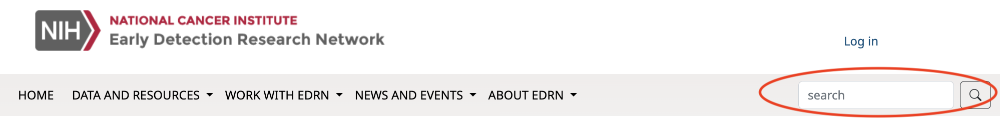 NIH
NATIONAL CANCER INSTITUTE
Early Detection Research Network
Log in
HOME DATA AND RESOURCES WORK WITH EDRN NEWS AND EVENTS ABOUT EDRN search